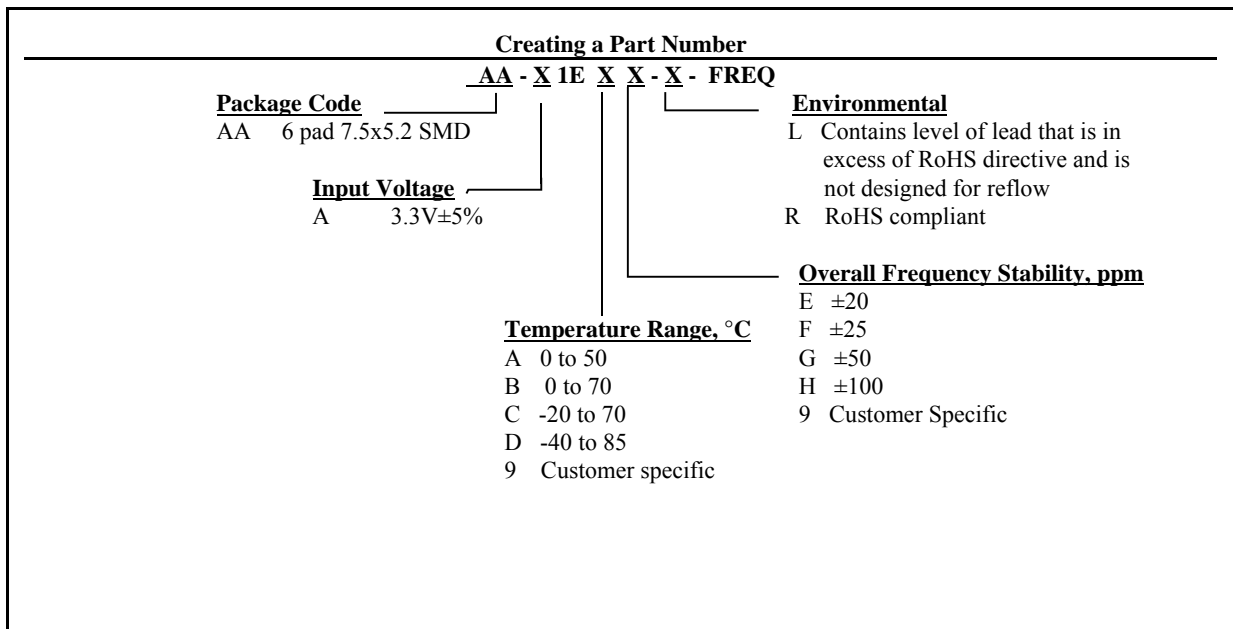 Creating a Part Number
AA - X 1E X X - X - FREQ
Package Code
AA 6 pad 7.5x5.2 SMD
Input Voltage
A 3.3V±5%
Temperature Range, °C
A 0 to 50
B 0 to 70
C -20 to 70
D -40 to 85
9 Customer specific
Environmental
L Contains level of lead that is in
excess of RoHS directive and is
not designed for reflow
R RoHS compliant
Overall Frequency Stability, ppm
E ±20
F ±25
G ±50
H ±100
9 Customer Specific